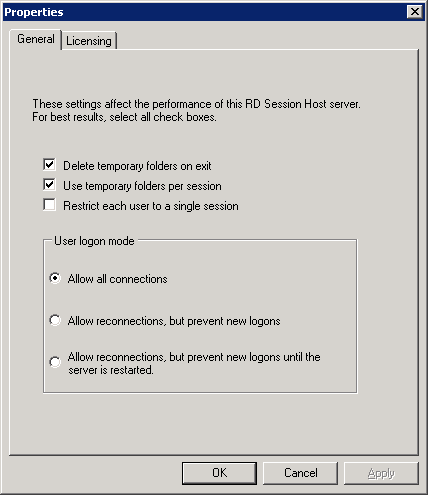 Properties
General
Licensing
These settings affect the performance of this RD Session Host server.
For best results, select all check boxes.
Delete temporary folders on exit
Use temporary folders per session
Restrict each user to a single session
User logon mode
Allow all connections
Allow reconnections, but prevent new logons
Allow reconnections, but prevent new logons until the
server is restarted.
OK
Cancel
Apply